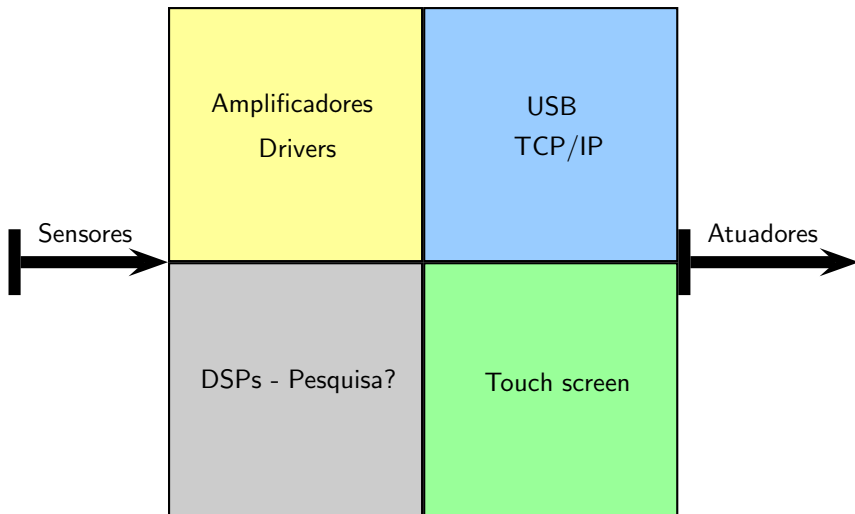 Amplificadores
Drivers
USB
TCP/IP
Sensores
Atuadores
DSPs - Pesquisa?
Touch screen